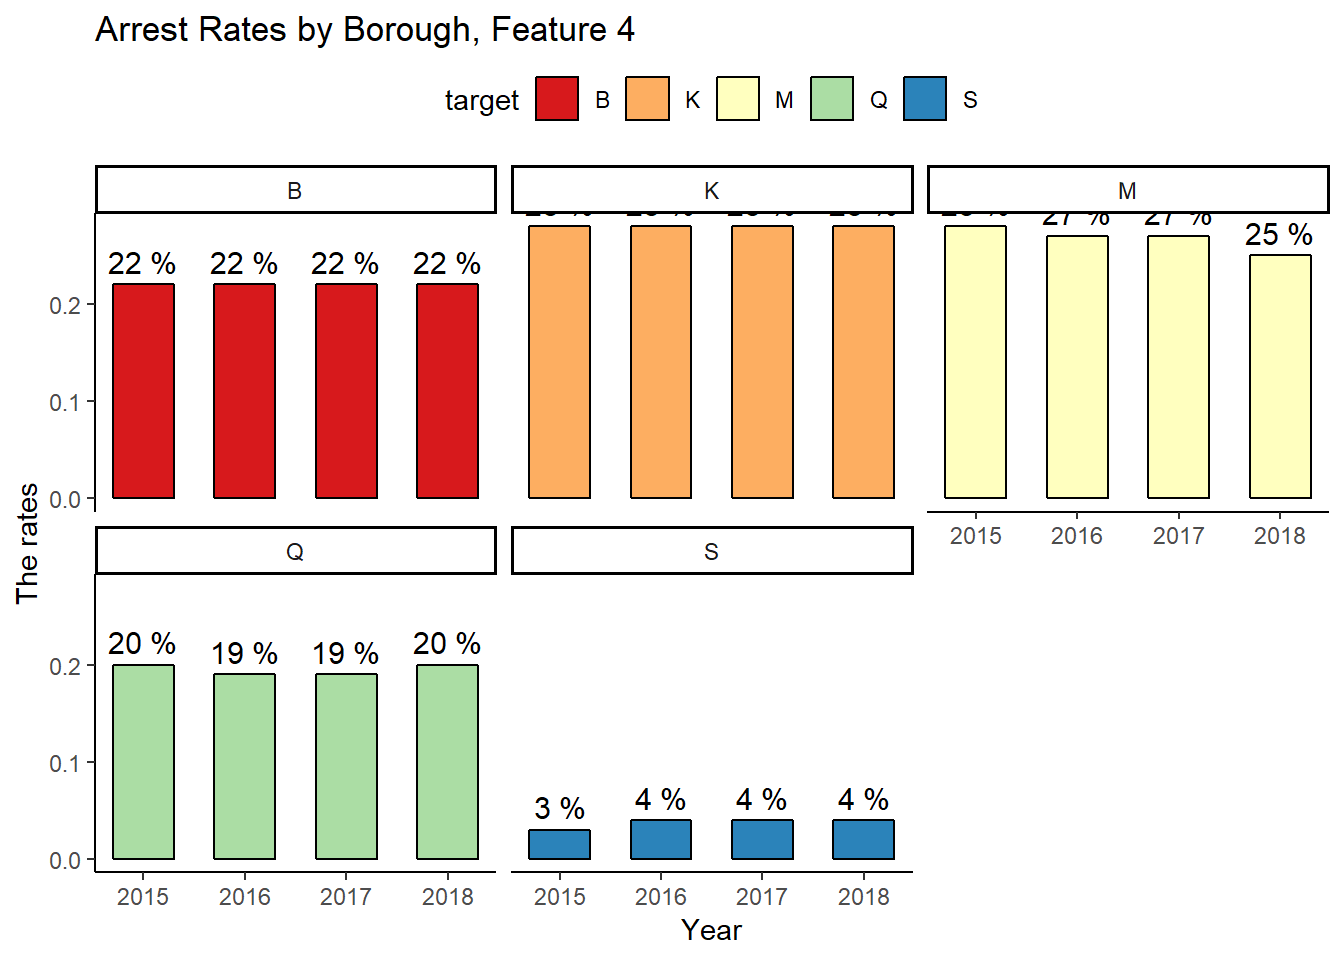 Arrest Rates by Borough, Feature 4
target B K M Q S
B K M
27 % 27 %
25 %
22 % 22 % 22 % 22 %
0.2
0.1
0.0
2015 2016 2017 2018
The rates
Q S
20 % 19 % 19 % 20 %
0.2
3 % 4 % 4 % 4 %
0.1
0.0
2015 2016 2017 2018 2015 2016 2017 2018
Year